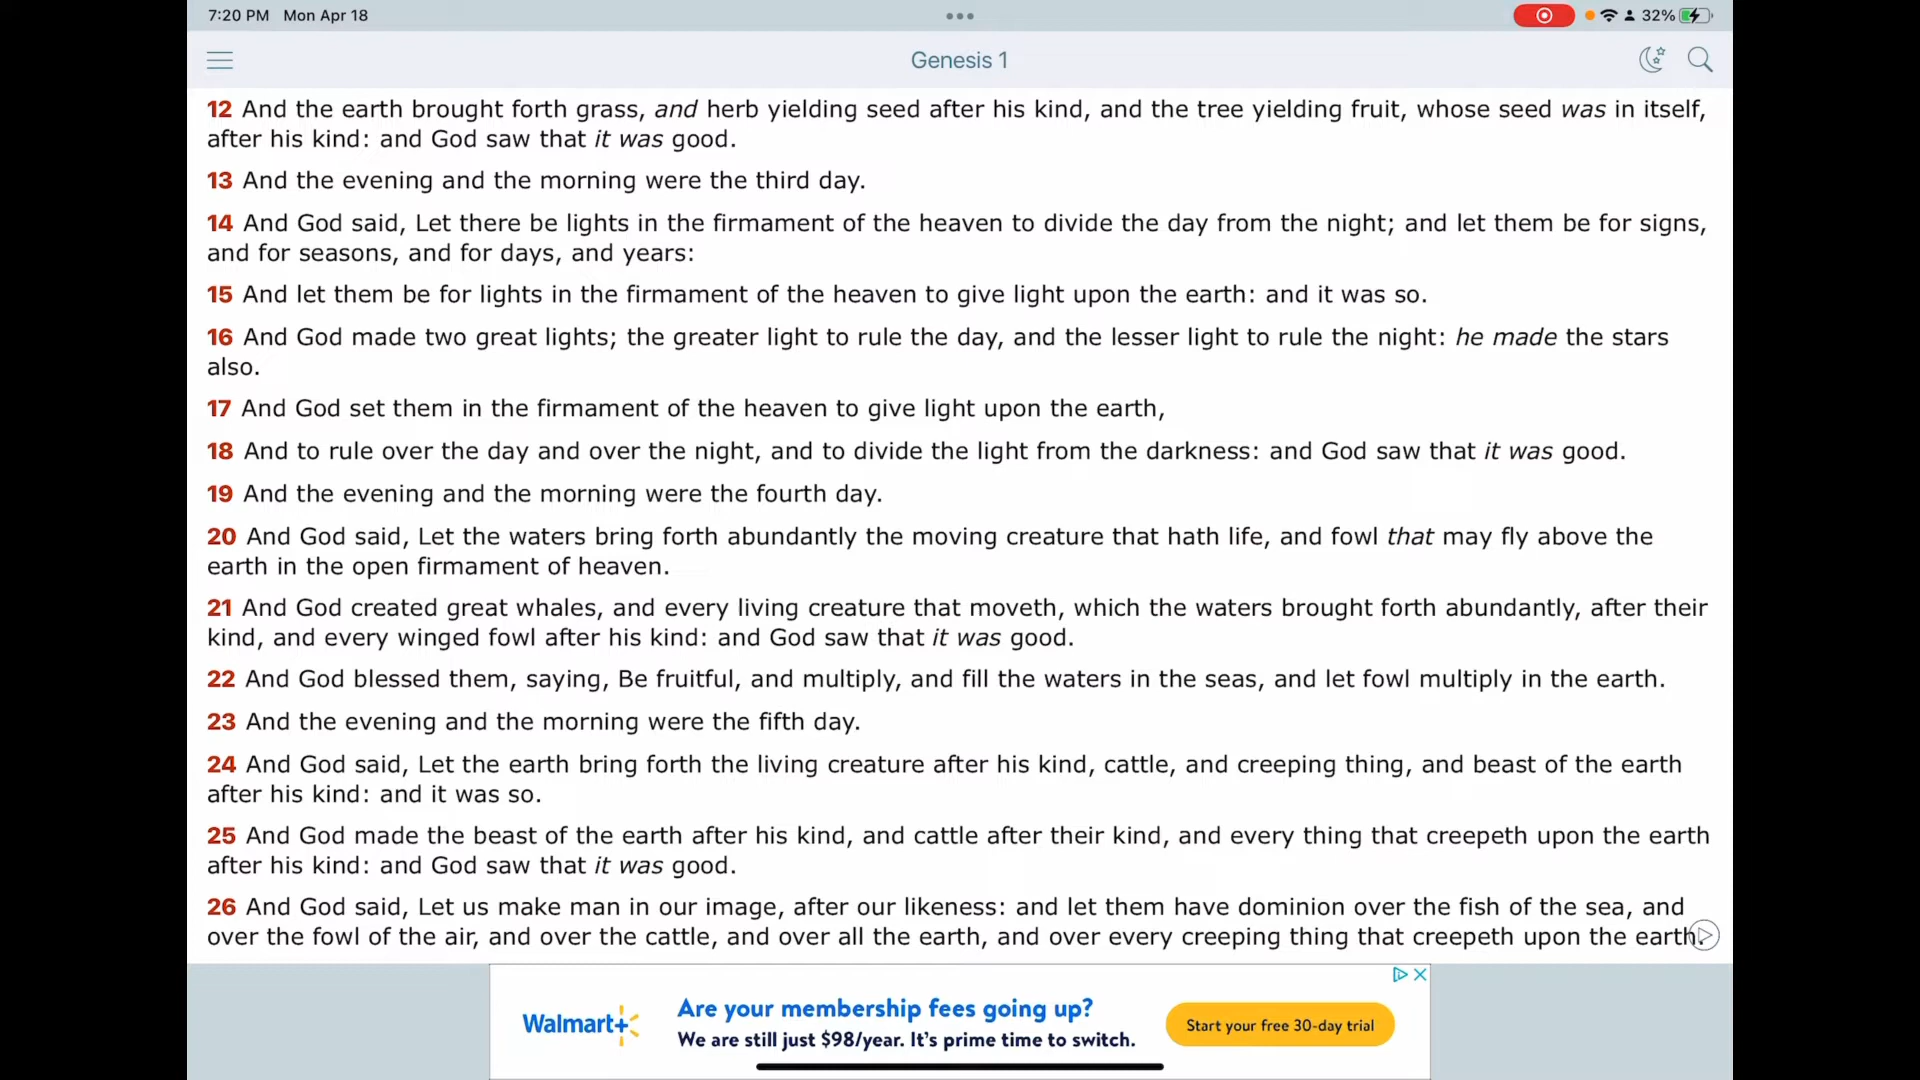 7:20 PM Mon Apr 18
32%
Genesis 1
12 And the earth brought forth grass, and herb yielding seed after his kind, and the tree yielding fruit, whose seed was in itself,
after his kind: and God saw that it was good.
13 And the evening and the morning were the third day.
14 And God said, Let there be lights in the firmament of the heaven to divide the day from the night; and let them be for signs,
and for seasons, and for days, and years:
15 And let them be for lights in the firmament of the heaven to give light upon the earth: and it was so.
16 And God made two great lights; the greater light to rule the day, and the lesser light to rule the night: he made the stars
also.
17 And God set them in the firmament of the heaven to give light upon the earth,
18 And to rule over the day and over the night, and to divide the light from the darkness: and God saw that it was good.
19 And the evening and the morning were the fourth day.
20 And God said, Let the waters bring forth abundantly the moving creature that hath life, and fowl that may fly above the
earth in the open firmament of heaven.
21 And God created great whales, and every living creature that moveth, which the waters brought forth abundantly, after their
kind, and every winged fowl after his kind: and God saw that it was good.
22 And God blessed them, saying, Be fruitful, and multiply, and fill the waters in the seas, and let fowl multiply in the earth.
23 And the evening and the morning were the fifth day.
24 And God said, Let the earth bring forth the living creature after his kind, cattle, and creeping thing, and beast of the earth
after his kind: and it was so.
25 And God made the beast of the earth after his kind, and cattle after their kind, and every thing that creepeth upon the earth
after his kind: and God saw that it was good.
26 And God said, Let us make man in our image, after our likeness: and let them have dominion over the fish of the sea, and
over the fowl of the air, and over the cattle, and over all the earth, and over every creeping thing that creepeth upon the earth.
Walmart+
Are your membership fees going up?
We are still just $98/year. It's prime time to switch.
Start your free 30-day trial